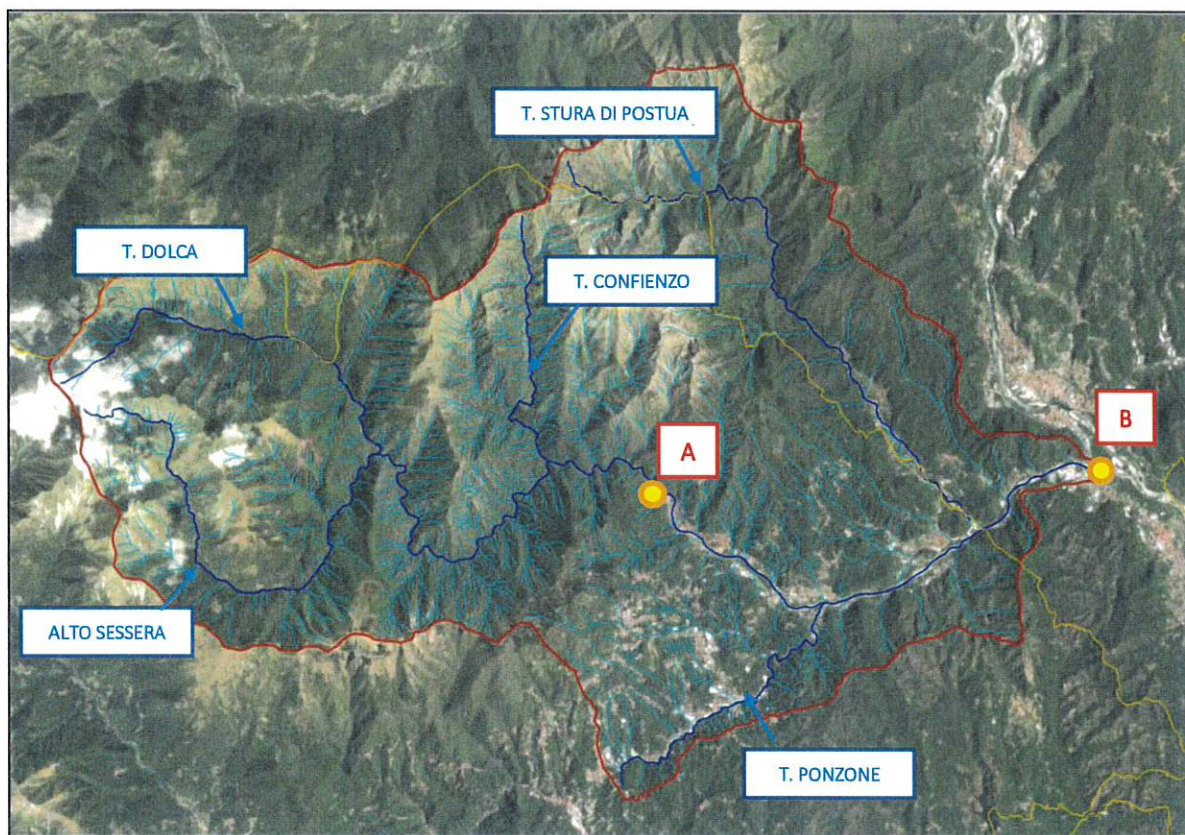 T. STURA DI POSTUA
T. DOLCA
T. CONFIENZO
A
B
ALTO SESSERA
T. PONZONE